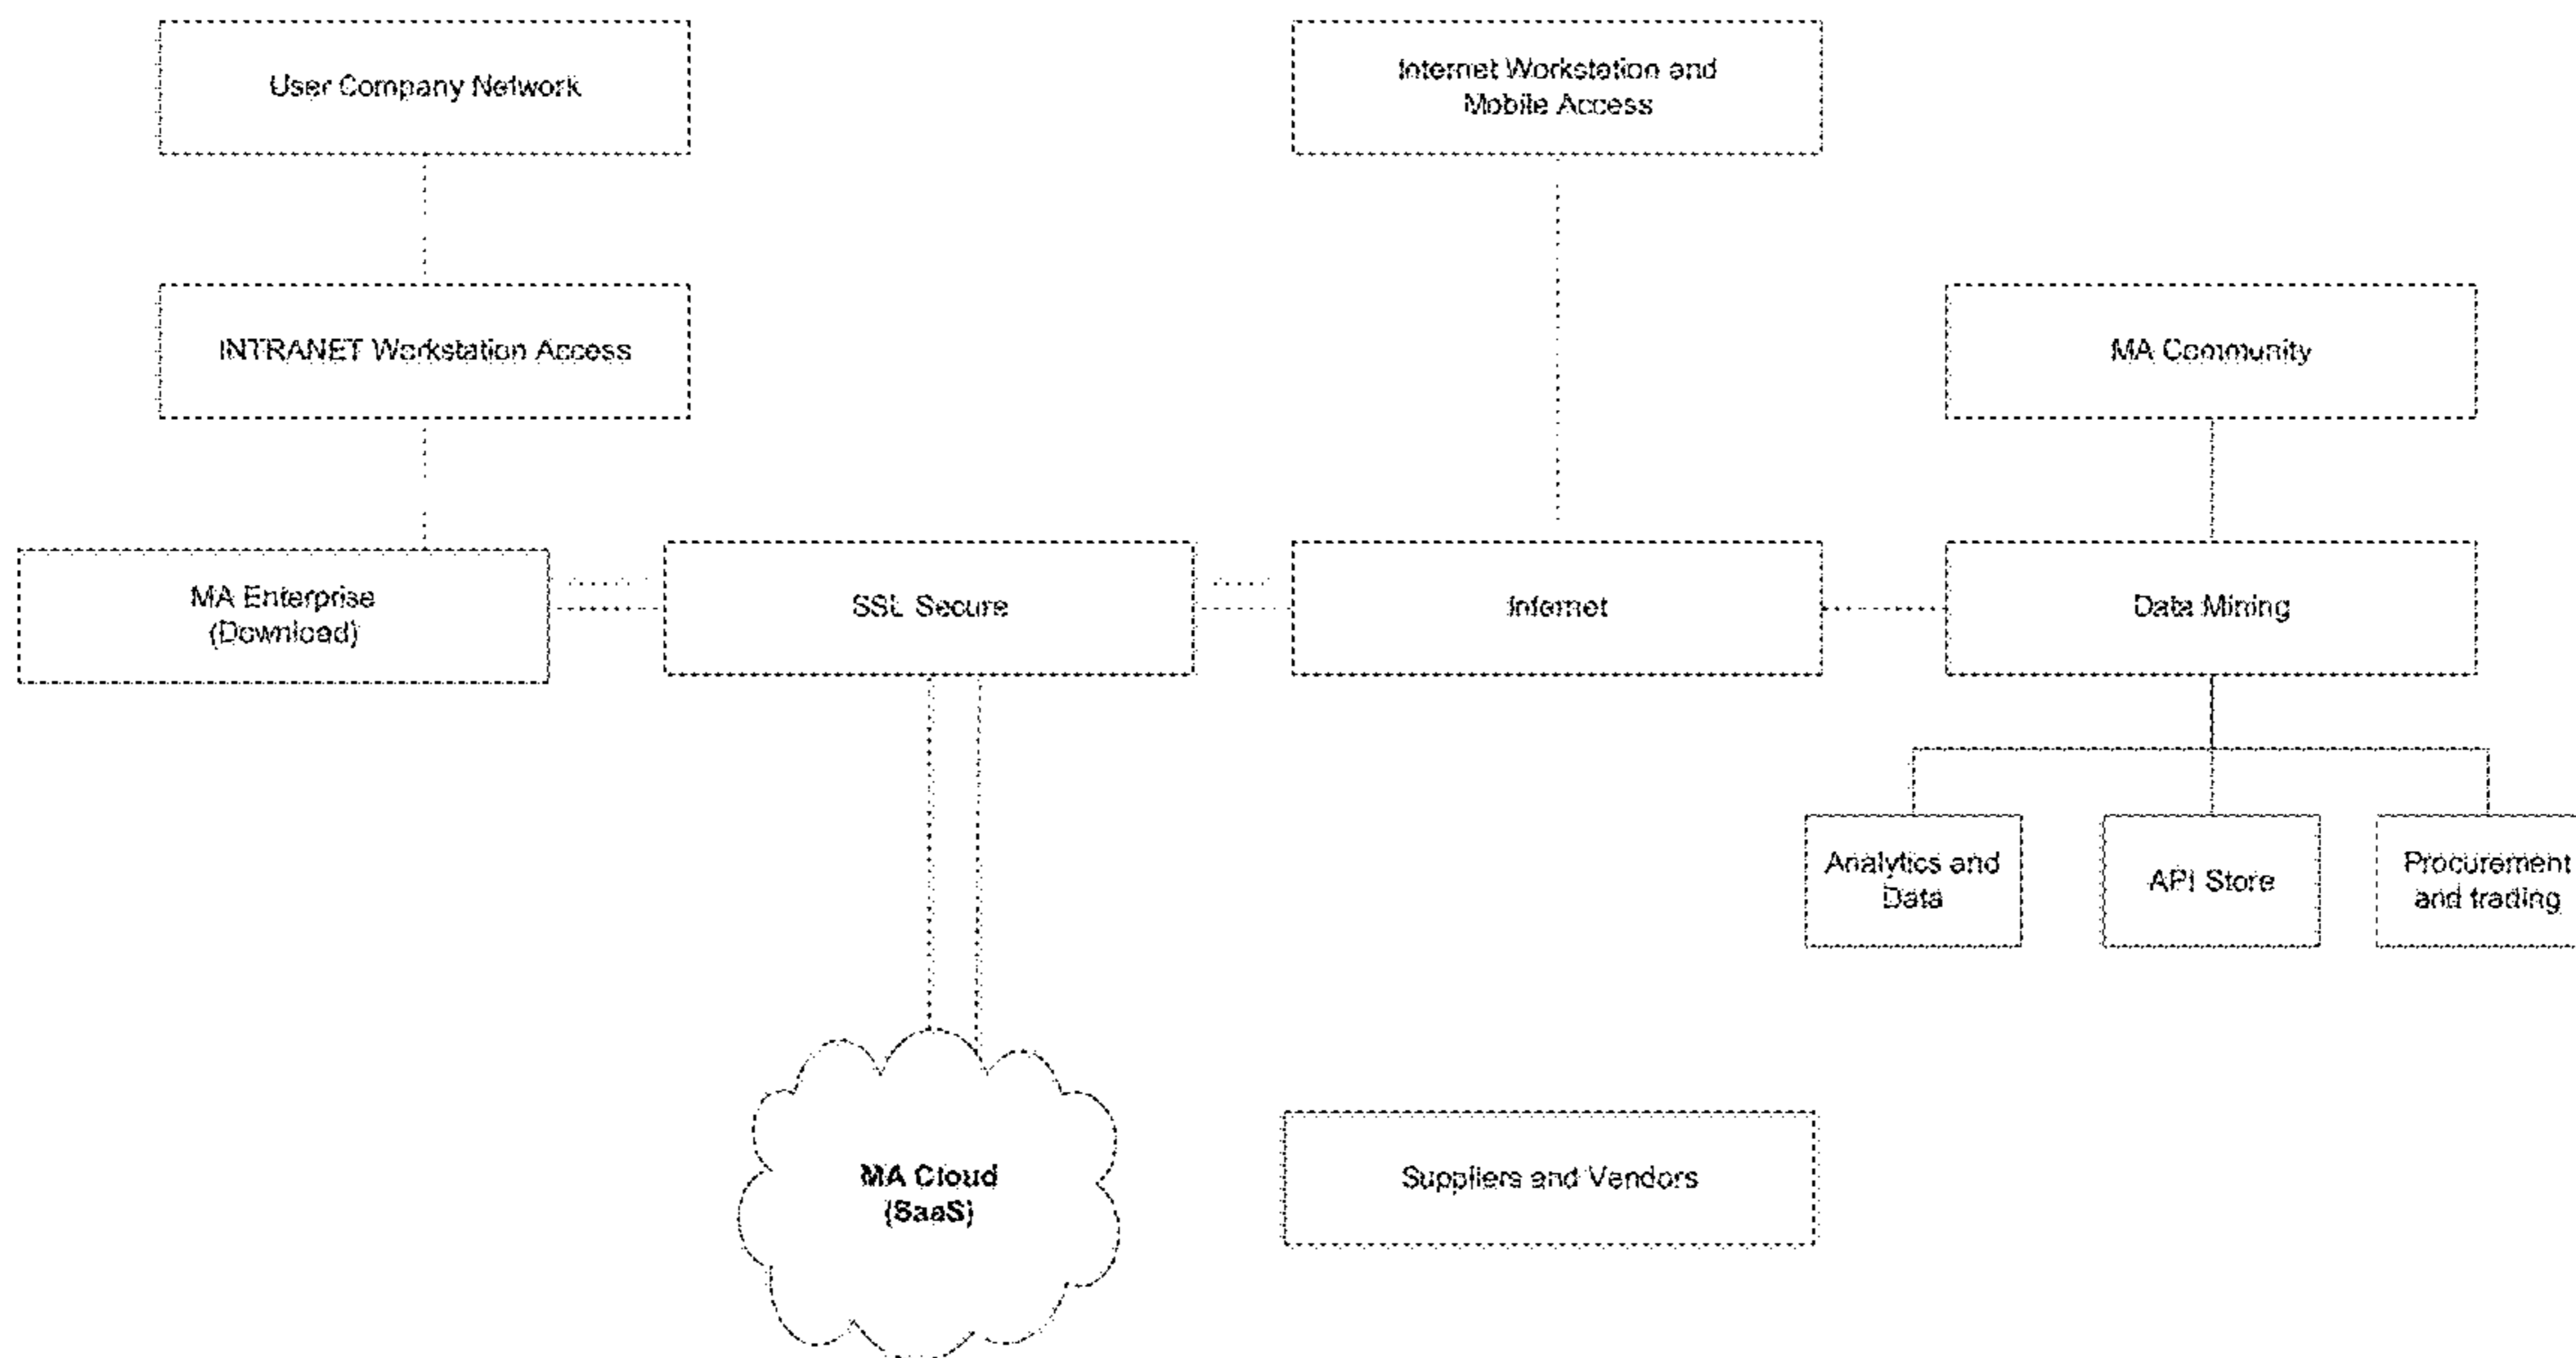 User Company Network
Internet Workstation and
Mobile Access
INTRANET Workstation Access
MA Community
MA Enterprise
(Download)
SSL Secure
Internet
Data Mining
Analytics and
Data
API Store
Procurement
and trading
MA Cloud
(SaaS)
Suppliers and Vendors